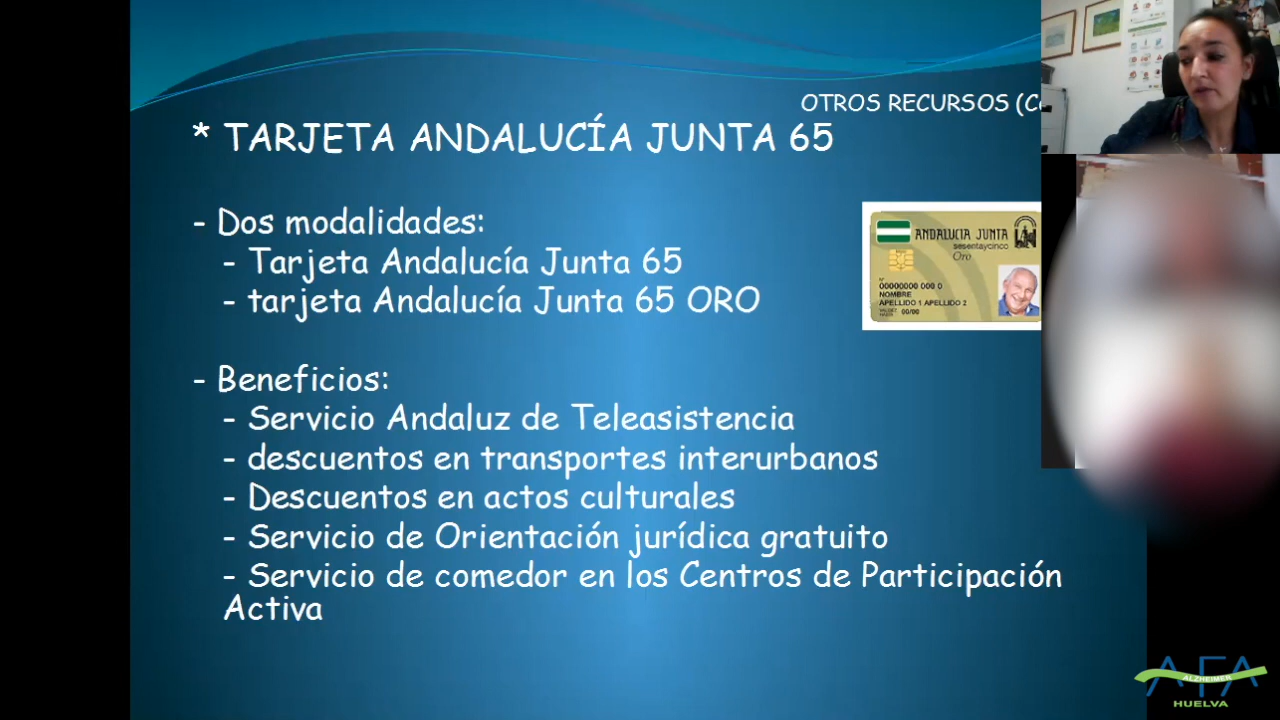 OTROS RECURSOS (C
* TARJETA ANDALUCÍA JUNTA 65
- Dos modalidades:
- Tarjeta Andalucía Junta 65
- tarjeta Andalucía Junta 65 ORO
ANDALUCIA JUNTA
sesentaycinco
Oro
Nº
00000000 000 0
NOMBRE
APELLIDO 1 APELLIDO 2
00/00
- Beneficios:
- Servicio Andaluz de Teleasistencia
- descuentos en transportes interurbanos
- Descuentos en actos culturales
- Servicio de Orientación jurídica gratuito
- Servicio de comedor en los Centros de Participación
Activa
AFA
ALZHEIMER
HUELVA